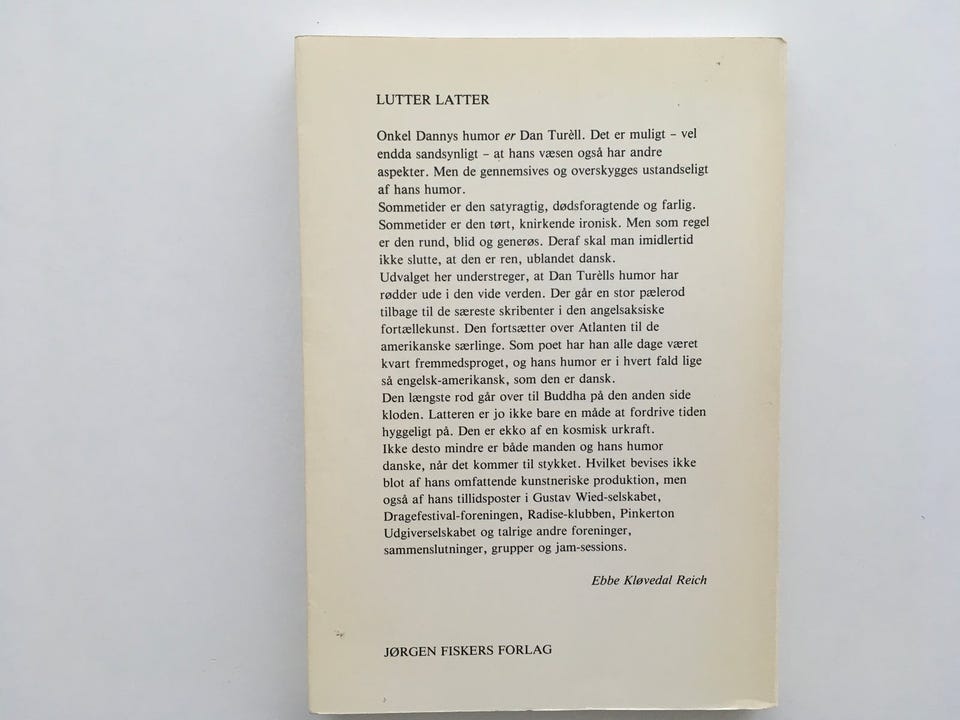 LUTTER LATTER
Onkel Dannys humor er Dan Turèll. Det er muligt – vel
endda sandsynligt – at hans væsen også har andre
aspekter. Men de gennemsives og overskygges ustandseligt
af hans humor.
Sommetider er den satyragtig, dødsforagtende og farlig.
Sommetider er den tørt, knirkende ironisk. Men som regel
er den rund, blid og generøs. Deraf skal man imidlertid
ikke slutte, at den er ren, ublandet dansk.
Udvalget her understreger, at Dan Turèlls humor har
rødder ude i den vide verden. Der går en stor pælerod
tilbage til de særeste skribenter i den angelsaksiske
fortællekunst. Den fortsætter over Atlanten til de
amerikanske særlinge. Som poet har han alle dage været
kvart fremmedsproget, og hans humor er i hvert fald lige
så engelsk-amerikansk, som den er dansk.
Den længste rod går over til Buddha på den anden side
kloden. Latteren er jo ikke bare en måde at fordrive tiden
hyggeligt på. Den er ekko af en kosmisk urkraft.
Ikke desto mindre er både manden og hans humor
danske, når det kommer til stykket. Hvilket bevises ikke
blot af hans omfattende kunstneriske produktion, men
også af hans tillidsposter i Gustav Wied-selskabet,
Dragefestival-foreningen, Radise-klubben, Pinkerton
Udgiverselskabet og talrige andre foreninger,
sammenslutninger, grupper og jam-sessions.
Ebbe Kløvedal Reich
JØRGEN FISKERS FORLAG